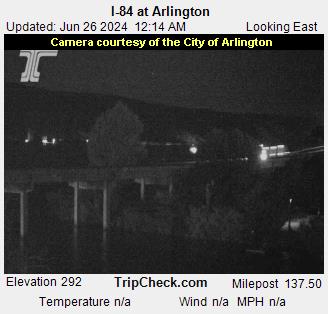 I-84 at Arlington
Updated: Jun 26 2024 12:14 AM Looking East
Camera courtesy of the City of Arlington
Elevation 292 TripCheck.com Milepost 137.50
Temperature n/a Wind n/a MPH n/a